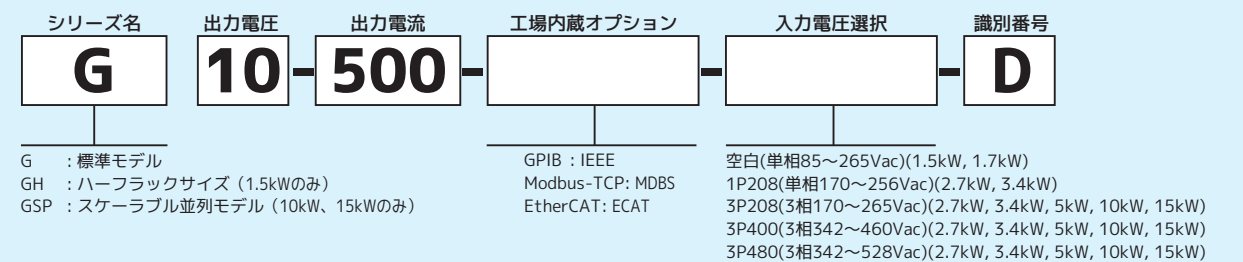 シリーズ名 出力電圧 出力電流 工場内蔵オプション 入力電圧選択 識別番号
G 10 - 500 - - - D
G : 標準モデル
GH : ハーフラックサイズ（1.5kWのみ）
GSP : スケーラブル並列モデル（10kW、15kWのみ）
GPIB : IEEE
Modbus-TCP: MDBS
EtherCAT: ECAT
空白(単相85～265Vac)(1.5kW, 1.7kW)
1P208(単相170～256Vac)(2.7kW, 3.4kW)
3P208(3相170～265Vac)(2.7kW, 3.4kW, 5kW, 10kW, 15kW)
3P400(3相342～460Vac)(2.7kW, 3.4kW, 5kW, 10kW, 15kW)
3P480(3相342～528Vac)(2.7kW, 3.4kW, 5kW, 10kW, 15kW)